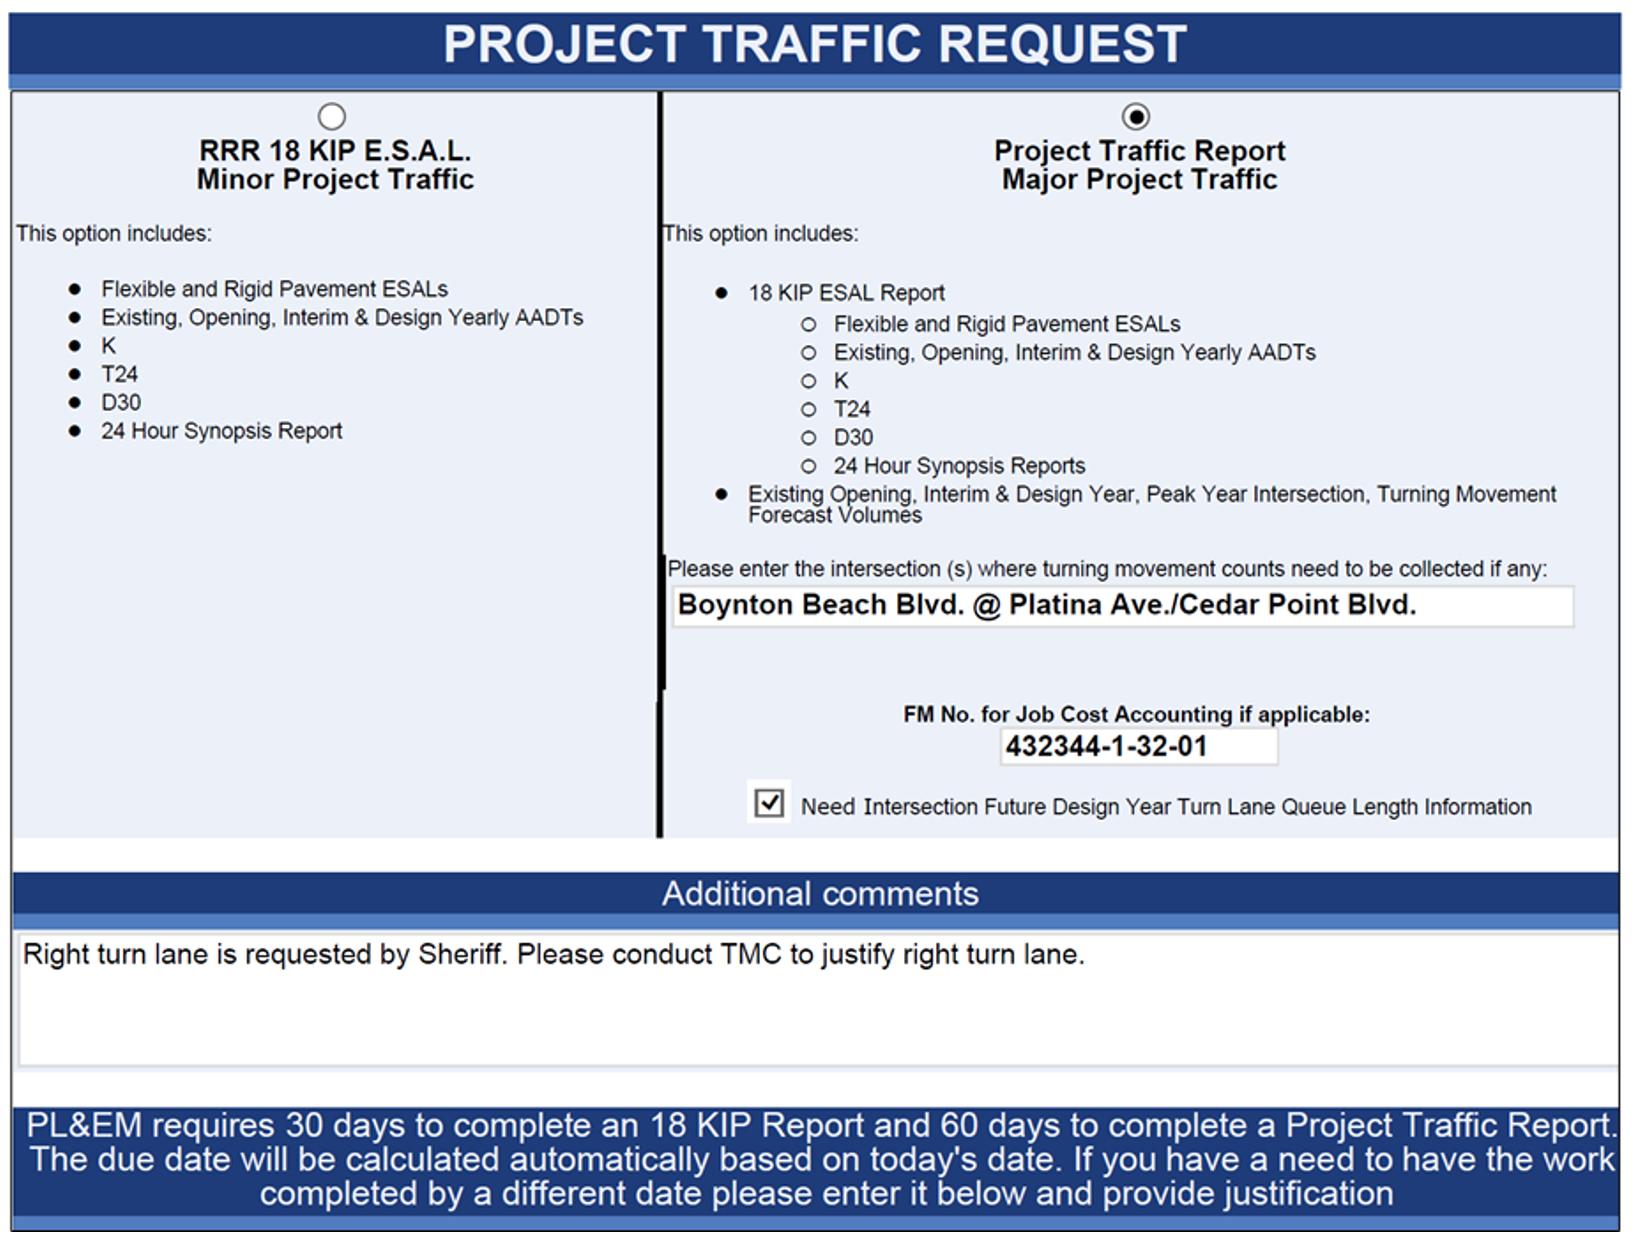 PROJECT TRAFFIC REQUEST
RRR 18 KIP E.S.A.L.
Minor Project Traffic
This option includes:
Flexible and Rigid Pavement ESALs
Existing, Opening, Interim & Design Yearly AADTs
K
T24
D30
24 Hour Synopsis Report
Project Traffic Report
Major Project Traffic
This option includes:
18 KIP ESAL Report
Flexible and Rigid Pavement ESALs
Existing, Opening, Interim & Design Yearly AADTs
K
T24
D30
24 Hour Synopsis Reports
Existing Opening, Interim & Design Year, Peak Year Intersection, Turning Movement
Forecast Volumes
Please enter the intersection (s) where turning movement counts need to be collected if any:
Boynton Beach Blvd. @ Platina Ave./Cedar Point Blvd.
FM No. for Job Cost Accounting if applicable:
432344-1-32-01
Need Intersection Future Design Year Turn Lane Queue Length Information
Additional comments
Right turn lane is requested by Sheriff. Please conduct TMC to justify right turn lane.
PL&EM requires 30 days to complete an 18 KIP Report and 60 days to complete a Project Traffic Report.
The due date will be calculated automatically based on today's date. If you have a need to have the work
completed by a different date please enter it below and provide justification